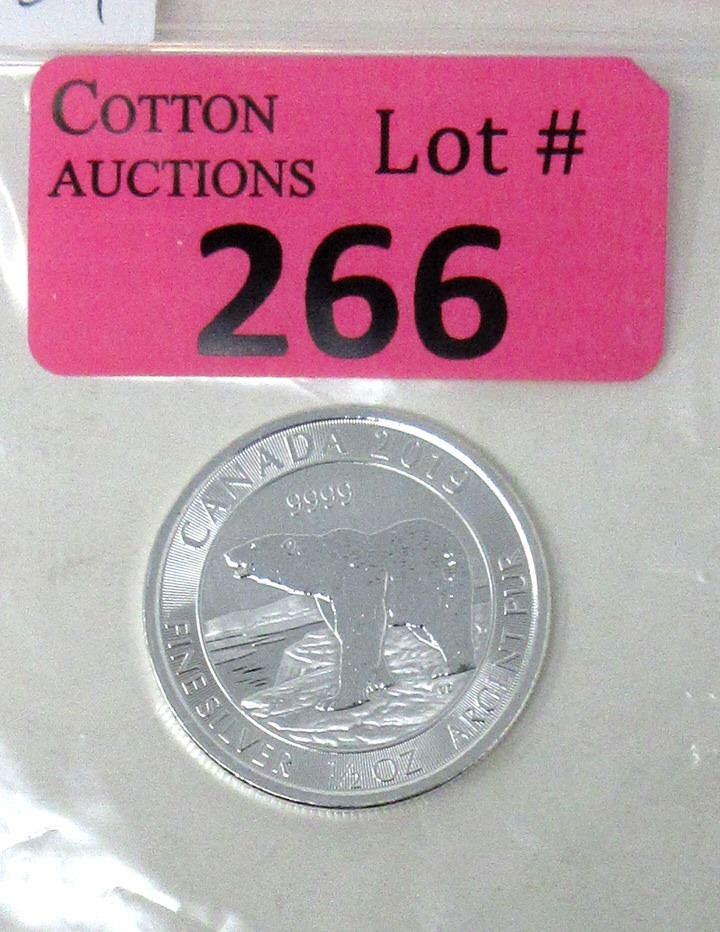 COTTON
AUCTIONS
Lot #
266
CANADA 2019
9999
FINE SILVER 1/2 OZ ARGENT PUR